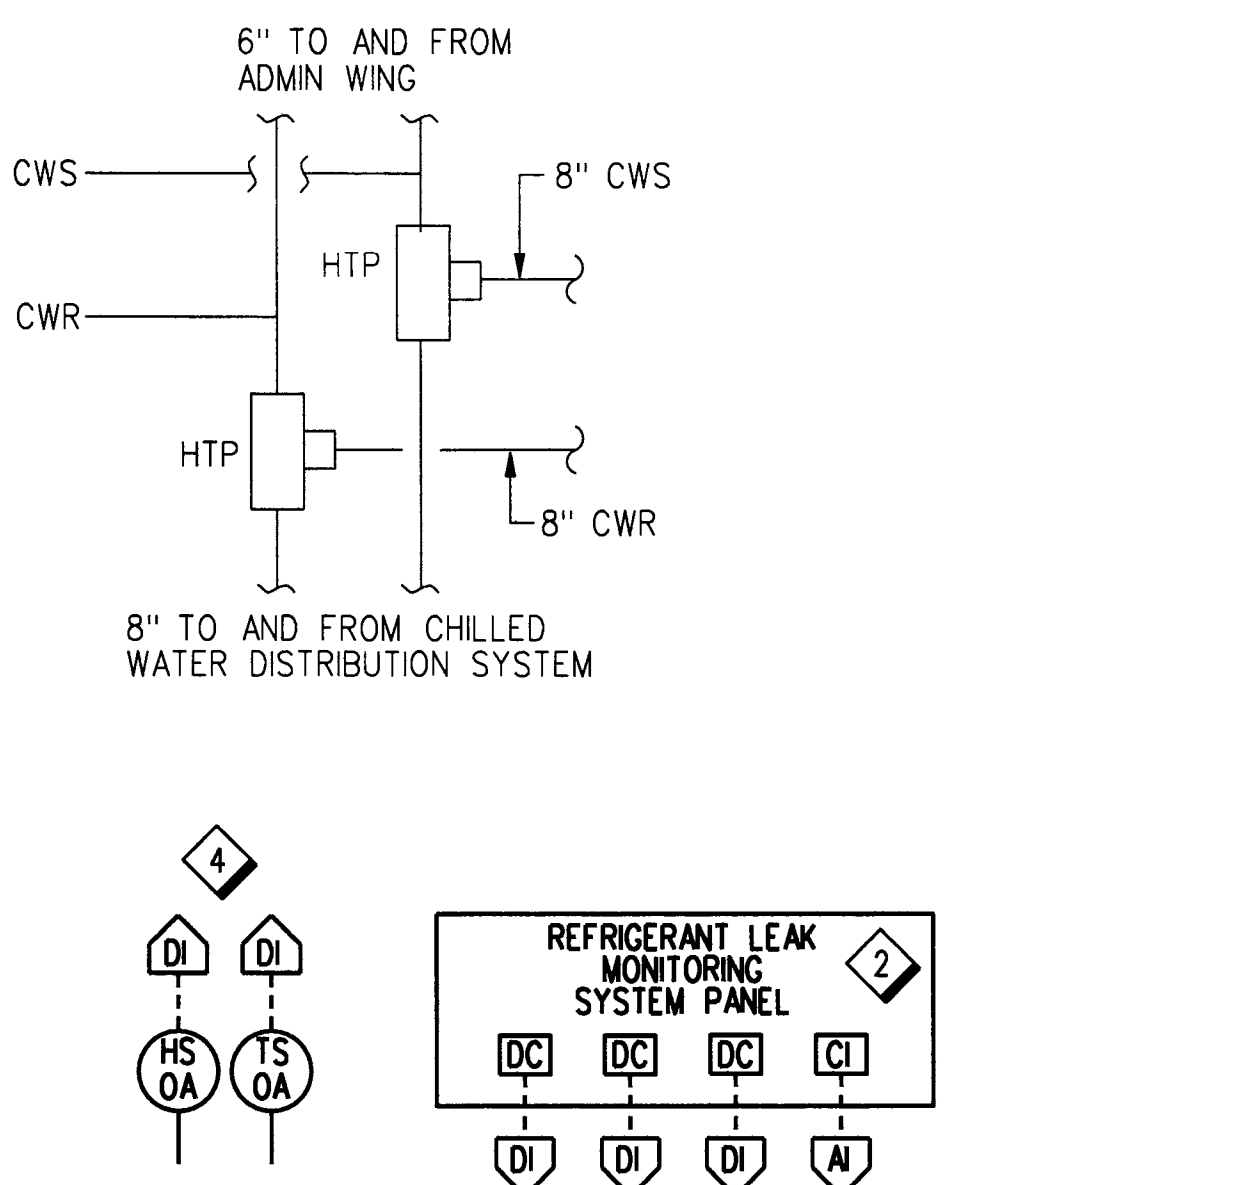 6" TO AND FROM
ADMIN WING
CWS
8" CWS
HTP
CWR
HTP
8" CWR
8" TO AND FROM CHILLED
WATER DISTRIBUTION SYSTEM
4
DI DI
HS
OA
TS
OA
REFRIGERANT LEAK
MONITORING
SYSTEM PANEL
2
DC DC DC CI
DI DI DI AI